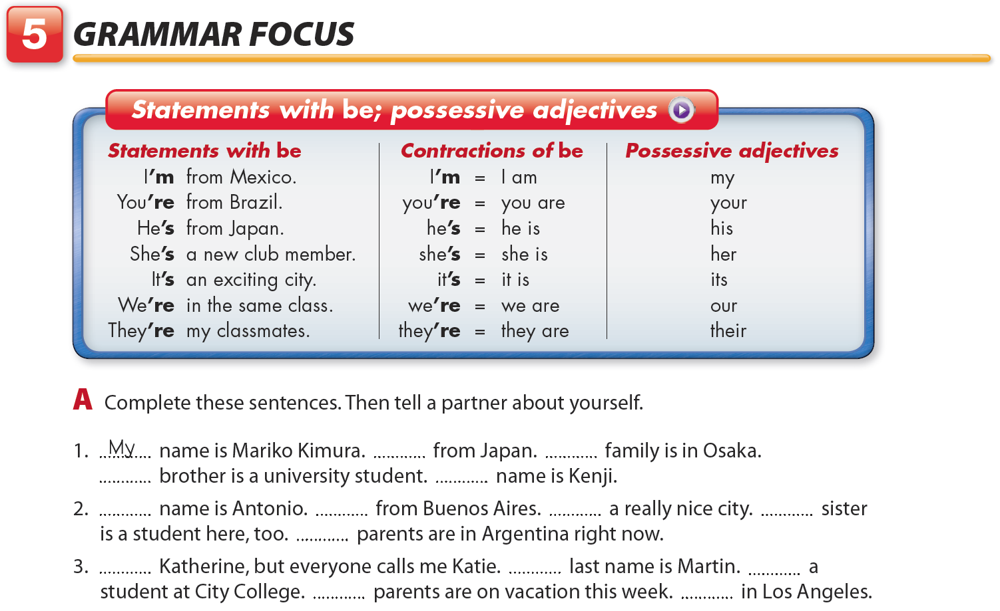 5 GRAMMAR FOCUS
Statements with be; possessive adjectives
Statements with be Contractions of be Possessive adjectives
I'm from Mexico. I'm = I am my
You're from Brazil. you're = you are your
He's from Japan. he's = he is his
She's a new club member. she's = she is her
It's an exciting city. it's = it is its
We're in the same class. we're = we are our
They're my classmates. they're = they are their
A Complete these sentences. Then tell a partner about yourself.
1. My name is Mariko Kimura. ........... from Japan. ........... family is in Osaka.
........... brother is a university student. ........... name is Kenji.
2. ........... name is Antonio. ........... from Buenos Aires. ........... a really nice city. ........... sister
is a student here, too. ........... parents are in Argentina right now.
3. ........... Katherine, but everyone calls me Katie. ........... last name is Martin. ........... a
student at City College. ........... parents are on vacation this week. ........... in Los Angeles.